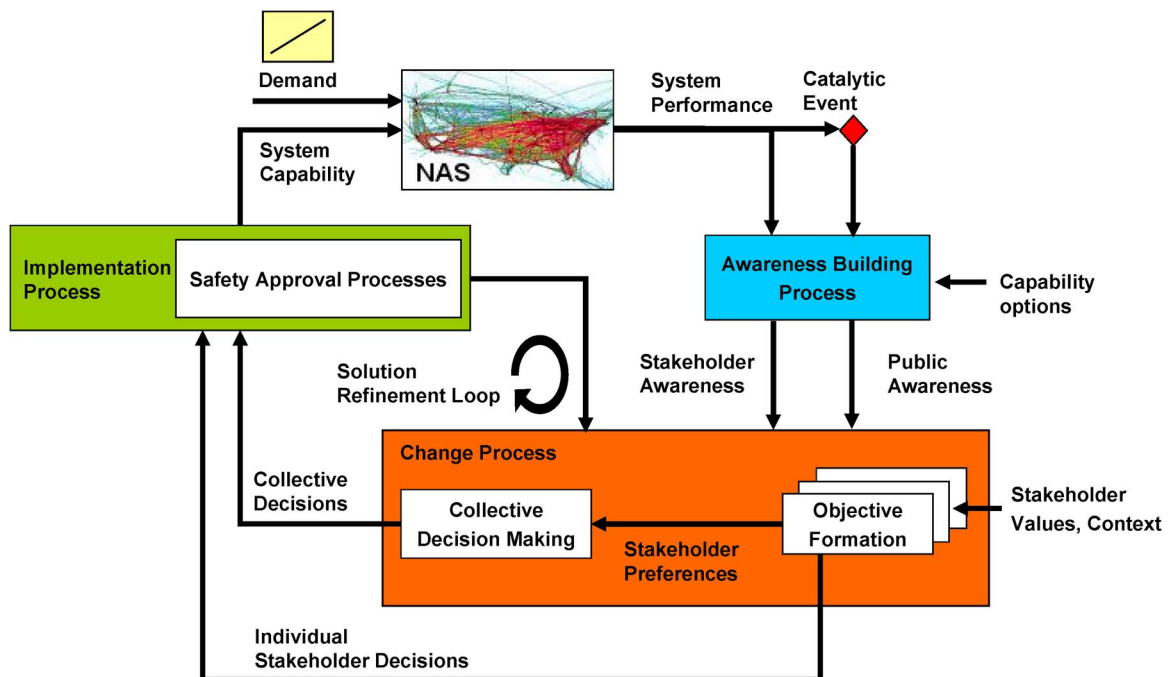 Demand
System
Capability
NAS
System
Performance
Catalytic
Event
Implementation
Process
Safety Approval Processes
Awareness Building
Process
Capability
options
Solution
Refinement Loop
Stakeholder
Awareness
Public
Awareness
Change Process
Collective
Decisions
Collective
Decision Making
Stakeholder
Preferences
Objective
Formation
Stakeholder
Values, Context
Individual
Stakeholder Decisions